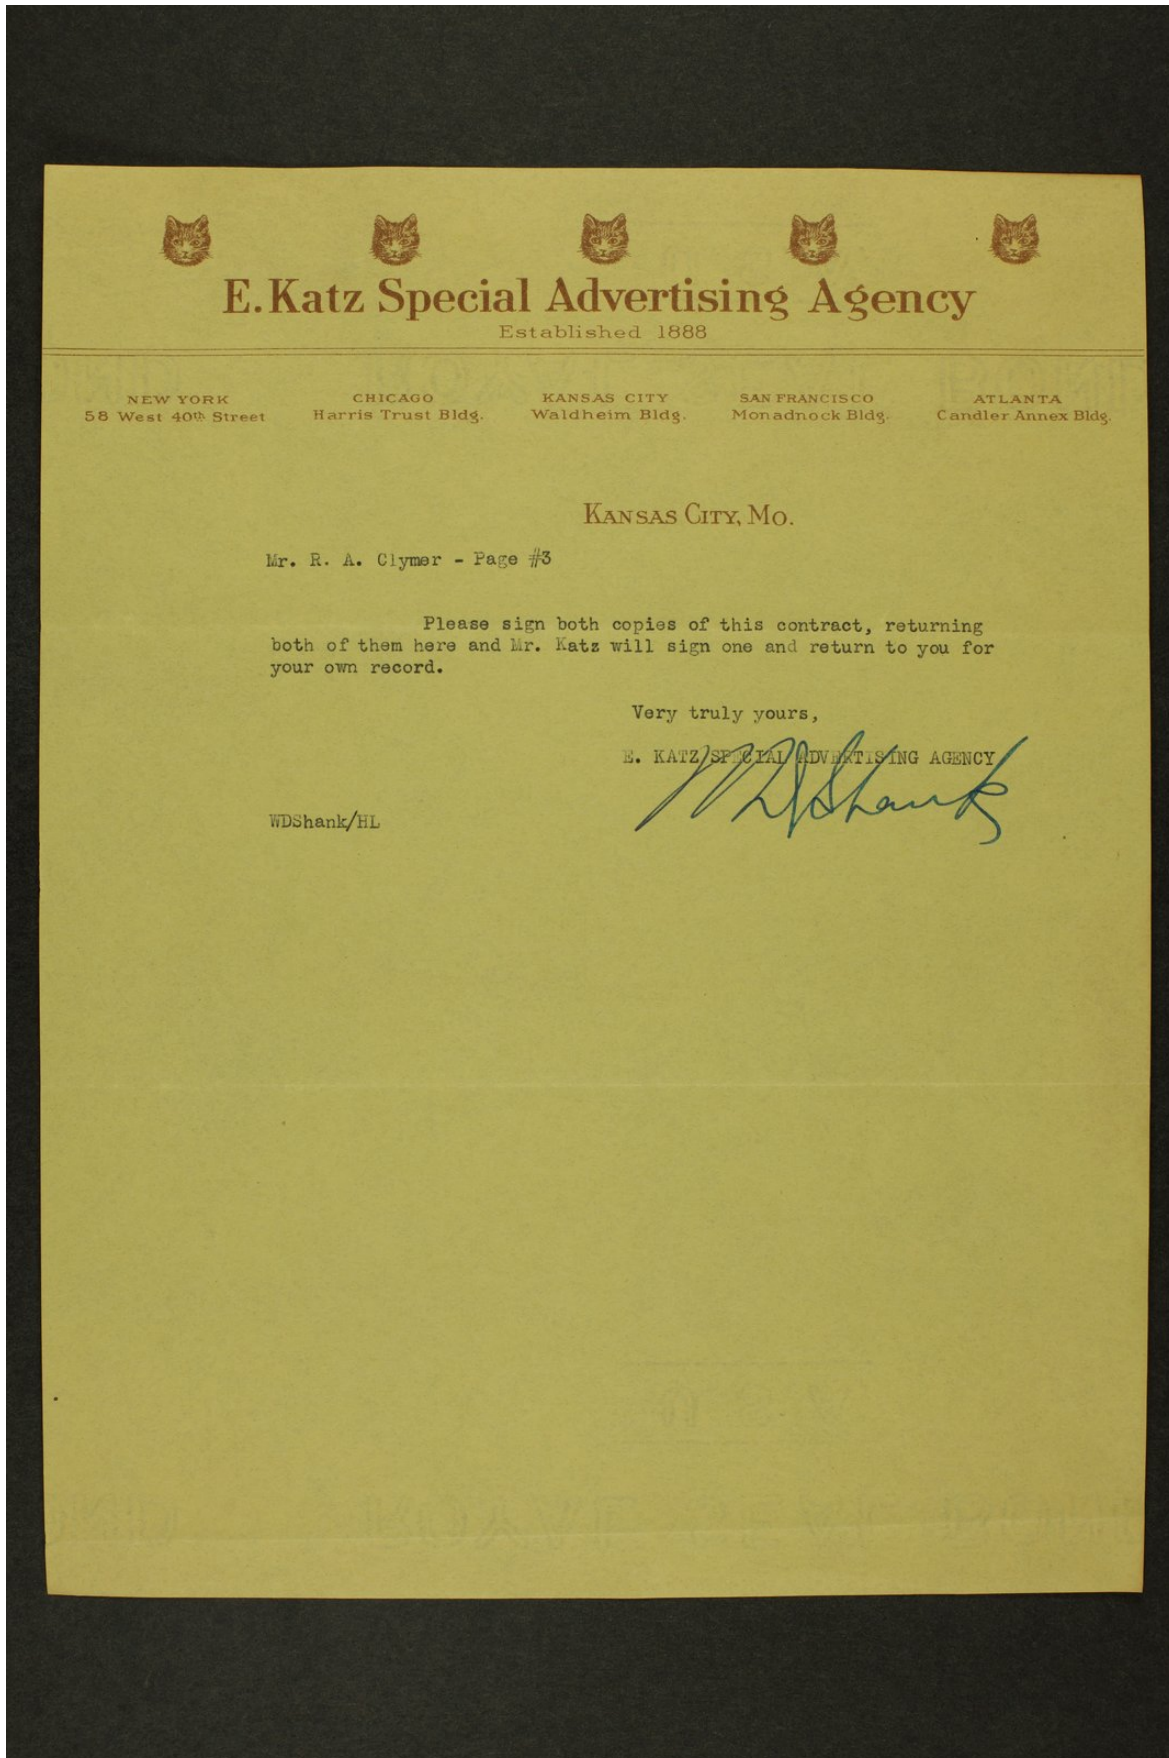 E. Katz Special Advertising Agency
Established 1888
NEW YORK
58 West 40th Street
CHICAGO
Harris Trust Bldg.
KANSAS CITY
Waldheim Bldg.
SAN FRANCISCO
Monadnock Bldg.
ATLANTA
Candler Annex Bldg.
KANSAS CITY, MO.
Mr. R. A. Clymer - Page #3
Please sign both copies of this contract, returning
both of them here and Mr. Katz will sign one and return to you for
your own record.
Very truly yours,
E. KATZ SPECIAL ADVERTISING AGENCY
WDShank
WDShank/HL